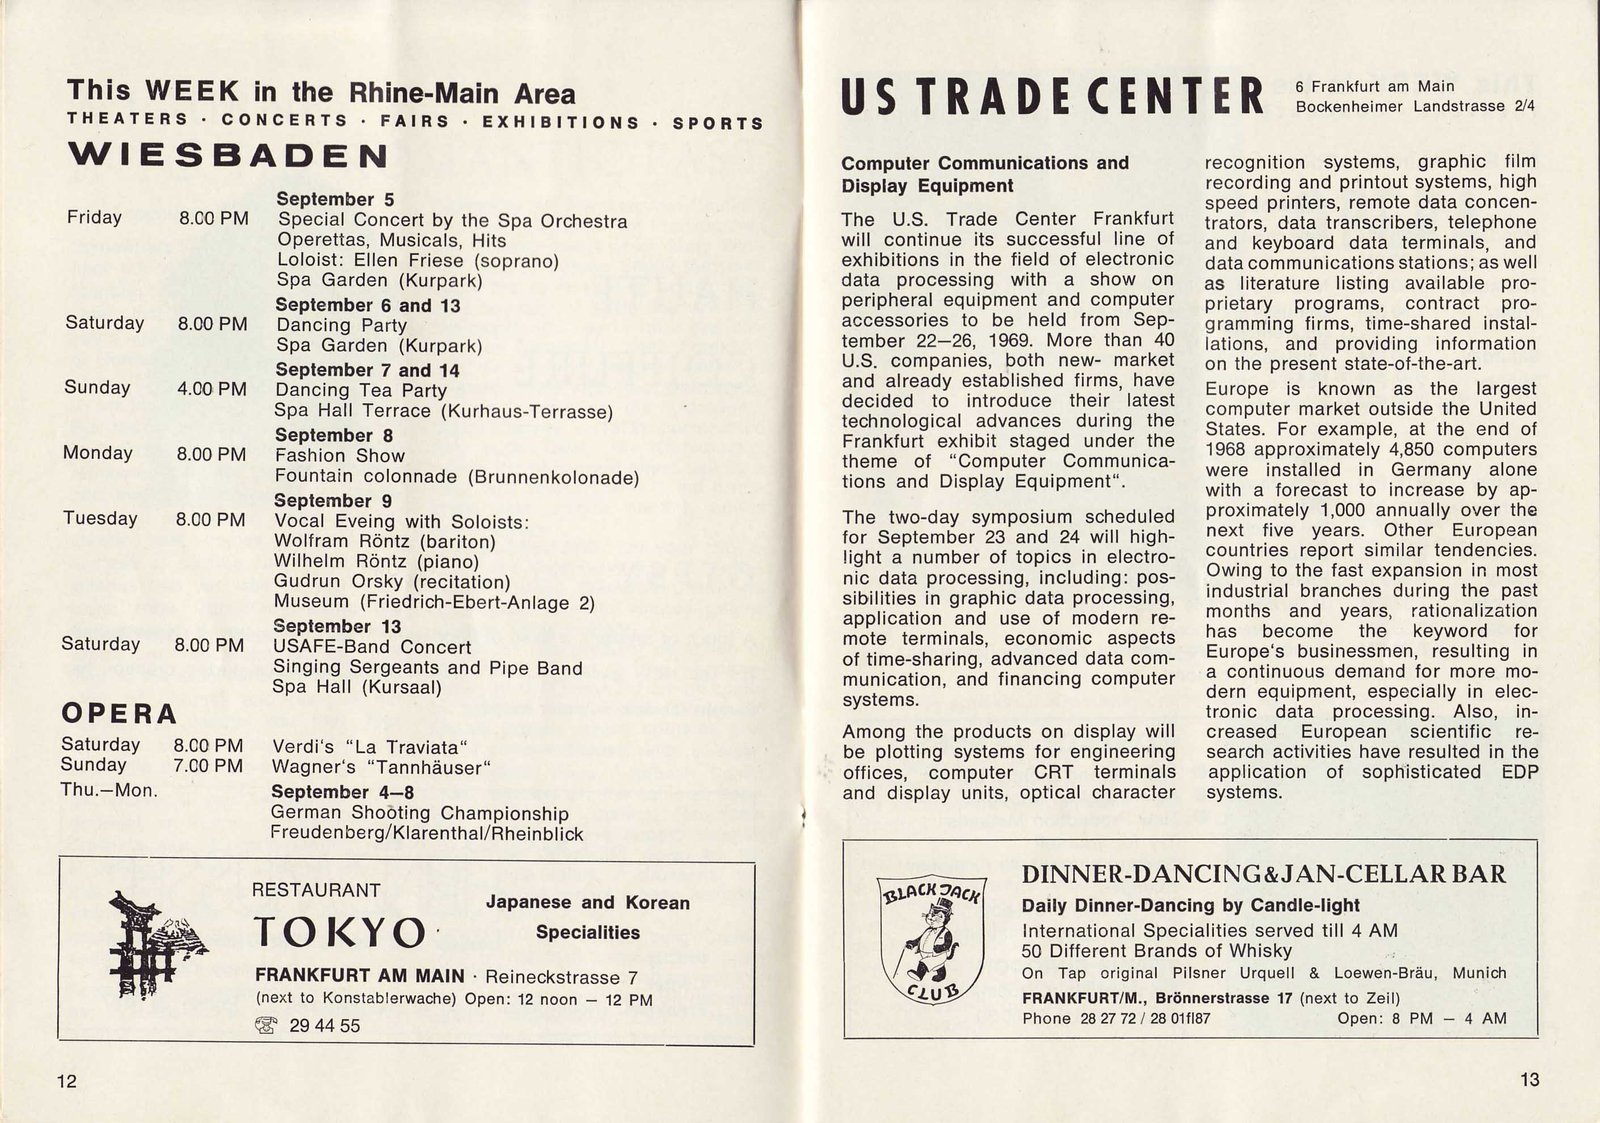 This WEEK in the Rhine-Main Area
THEATERS · CONCERTS · FAIRS · EXHIBITIONS · SPORTS
WIESBADEN
September 5
Friday 8.00 PM Special Concert by the Spa Orchestra
Operettas, Musicals, Hits
Loloist: Ellen Friese (soprano)
Spa Garden (Kurpark)
September 6 and 13
Saturday 8.00 PM Dancing Party
Spa Garden (Kurpark)
September 7 and 14
Sunday 4.00 PM Dancing Tea Party
Spa Hall Terrace (Kurhaus-Terrasse)
September 8
Monday 8.00 PM Fashion Show
Fountain colonnade (Brunnenkolonade)
September 9
Tuesday 8.00 PM Vocal Eveing with Soloists:
Wolfram Röntz (bariton)
Wilhelm Röntz (piano)
Gudrun Orsky (recitation)
Museum (Friedrich-Ebert-Anlage 2)
September 13
Saturday 8.00 PM USAFE-Band Concert
Singing Sergeants and Pipe Band
Spa Hall (Kursaal)
OPERA
Saturday 8.00 PM Verdi's "La Traviata"
Sunday 7.00 PM Wagner's "Tannhäuser"
Thu.—Mon. September 4—8
German Shooting Championship
Freudenberg/Klarenthal/Rheinblick
RESTAURANT
TOKYO
Japanese and Korean
Specialities
FRANKFURT AM MAIN · Reineckstrasse 7
(next to Konstablerwache) Open: 12 noon — 12 PM
☎ 29 44 55
12
US TRADE CENTER
6 Frankfurt am Main
Bockenheimer Landstrasse 2/4
Computer Communications and
Display Equipment
The U.S. Trade Center Frankfurt
will continue its successful line of
exhibitions in the field of electronic
data processing with a show on
peripheral equipment and computer
accessories to be held from Sep-
tember 22—26, 1969. More than 40
U.S. companies, both new- market
and already established firms, have
decided to introduce their latest
technological advances during the
Frankfurt exhibit staged under the
theme of "Computer Communica-
tions and Display Equipment".
The two-day symposium scheduled
for September 23 and 24 will high-
light a number of topics in electro-
nic data processing, including: pos-
sibilities in graphic data processing,
application and use of modern re-
mote terminals, economic aspects
of time-sharing, advanced data com-
munication, and financing computer
systems.
Among the products on display will
be plotting systems for engineering
offices, computer CRT terminals
and display units, optical character
recognition systems, graphic film
recording and printout systems, high
speed printers, remote data concen-
trators, data transcribers, telephone
and keyboard data terminals, and
data communications stations; as well
as literature listing available pro-
prietary programs, contract pro-
gramming firms, time-shared instal-
lations, and providing information
on the present state-of-the-art.
Europe is known as the largest
computer market outside the United
States. For example, at the end of
1968 approximately 4,850 computers
were installed in Germany alone
with a forecast to increase by ap-
proximately 1,000 annually over the
next five years. Other European
countries report similar tendencies.
Owing to the fast expansion in most
industrial branches during the past
months and years, rationalization
has become the keyword for
Europe's businessmen, resulting in
a continuous demand for more mo-
dern equipment, especially in elec-
tronic data processing. Also, in-
creased European scientific re-
search activities have resulted in the
application of sophisticated EDP
systems.
BLACK JACK
CLUB
DINNER-DANCING & JAN-CELLAR BAR
Daily Dinner-Dancing by Candle-light
International Specialities served till 4 AM
50 Different Brands of Whisky
On Tap original Pilsner Urquell & Loewen-Bräu, Munich
FRANKFURT/M., Brönnerstrasse 17 (next to Zeil)
Phone 28 27 72 / 28 01fl87 Open: 8 PM — 4 AM
13